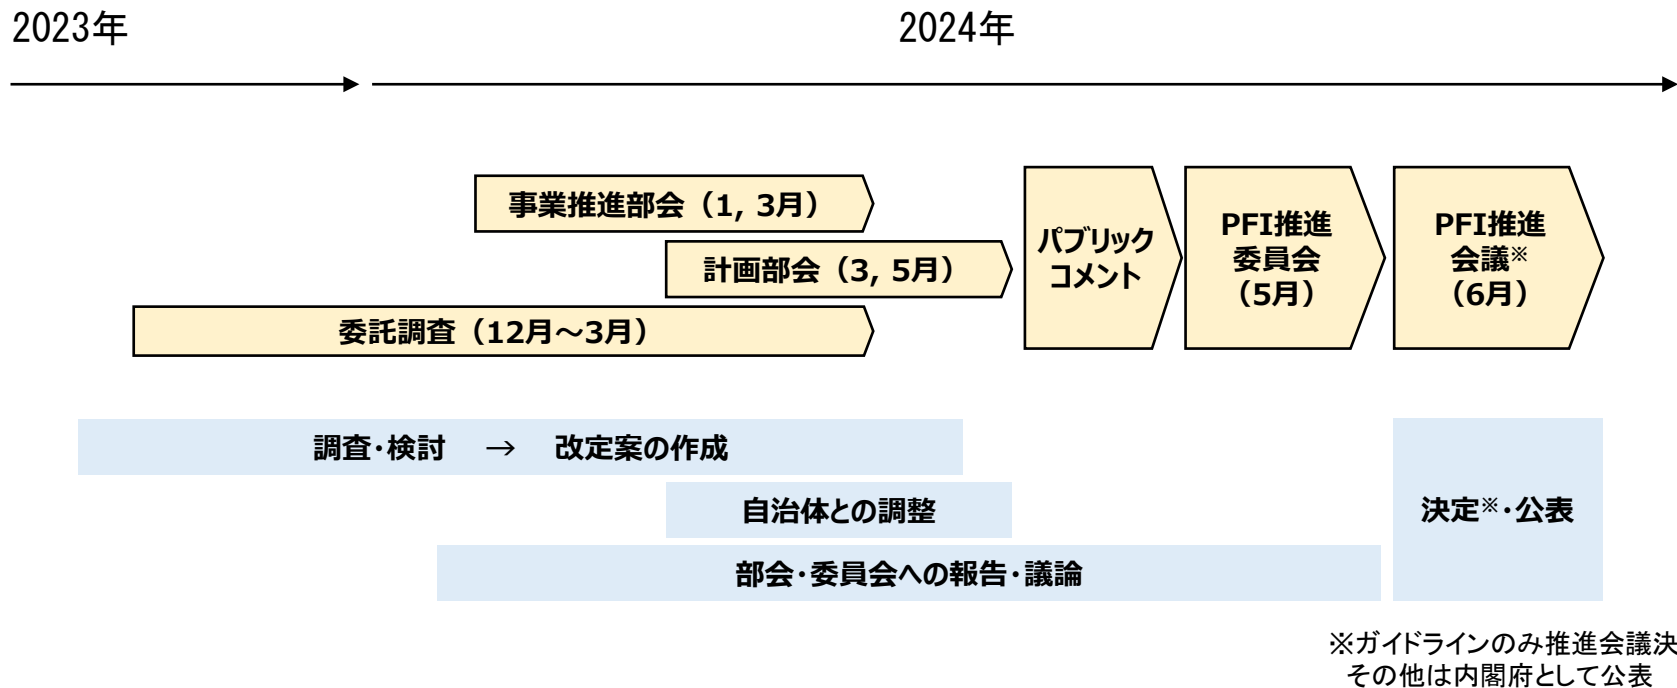 2023年
2024年
事業推進部会（1, 3月）
計画部会（3, 5月）
委託調査（12月～3月）
パブリック
コメント
PFI推進
委員会
（5月）
PFI推進
会議※
（6月）
調査・検討　→　改定案の作成
自治体との調整
部会・委員会への報告・議論
決定※・公表
※ガイドラインのみ推進会議決
その他は内閣府として公表